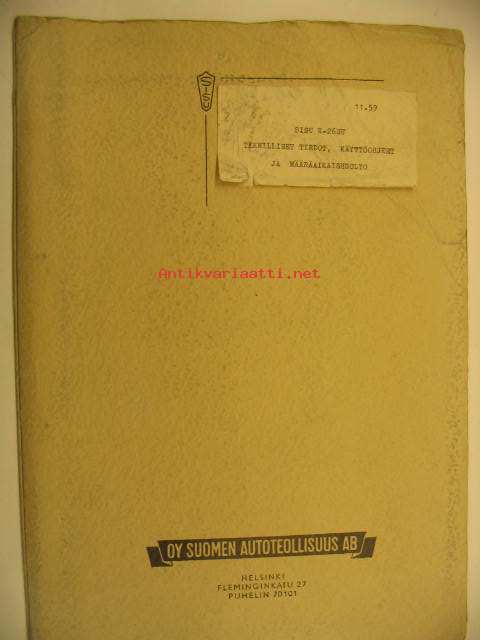 SISU
11.59
SISU K-26SU
TEKNILLISET TIEDOT, KÄYTTÖOHJEET
JA MÄÄRÄAIKAISHUOLTO
Antikvariaatti.net
OY SUOMEN AUTOTEOLLISUUS AB
HELSINKI
FLEMINGINKATU 27
PUHELIN 70101